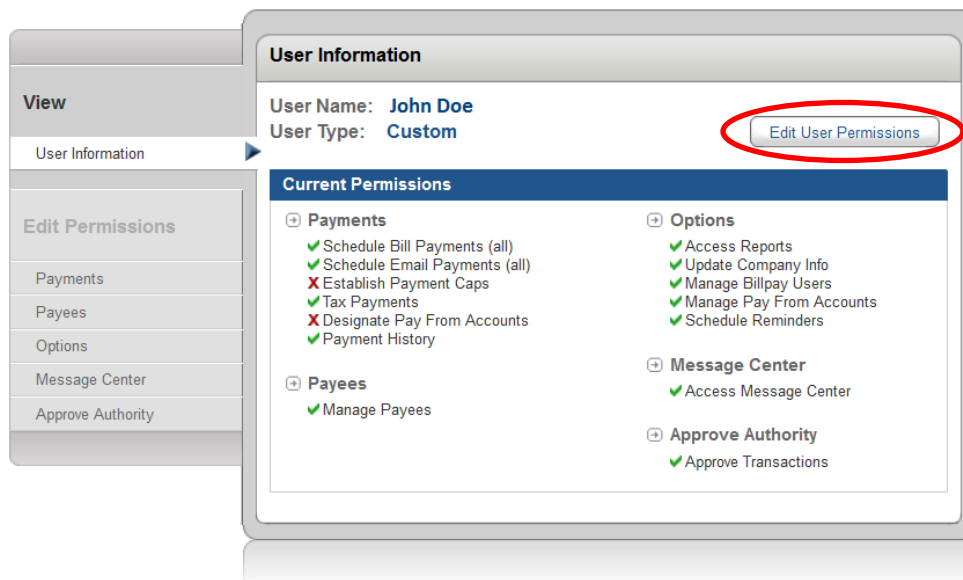 View
User Information
Edit Permissions
Payments
Payees
Options
Message Center
Approve Authority
User Information
User Name: John Doe
User Type: Custom
Edit User Permissions
Current Permissions
Payments
Schedule Bill Payments (all)
Schedule Email Payments (all)
X Establish Payment Caps
Tax Payments
X Designate Pay From Accounts
Payment History
Payees
Manage Payees
Options
Access Reports
Update Company Info
Manage Billpay Users
Manage Pay From Accounts
Schedule Reminders
Message Center
Access Message Center
Approve Authority
Approve Transactions